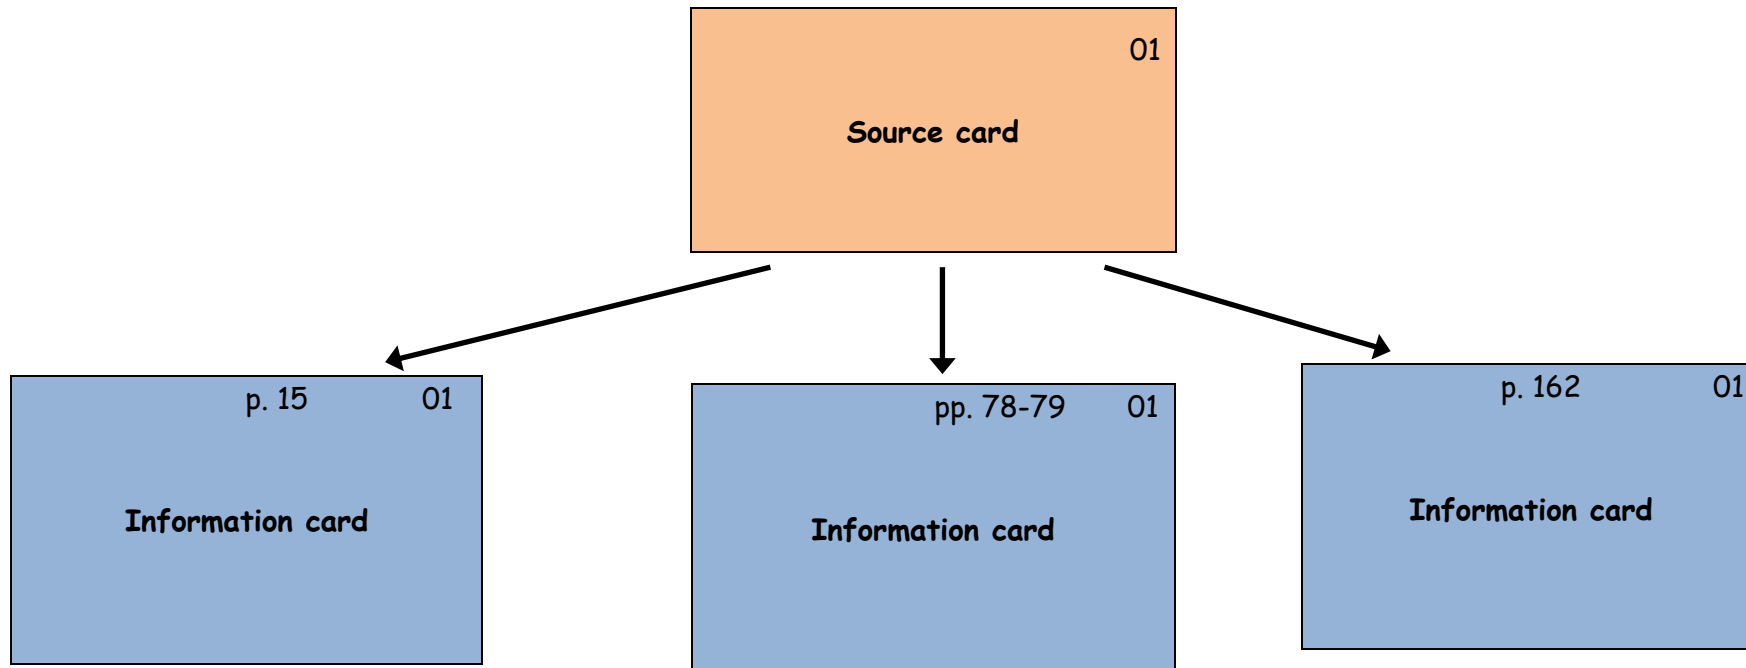 01
Source card
p. 15 01
Information card
pp. 78-79 01
Information card
p. 162 01
Information card